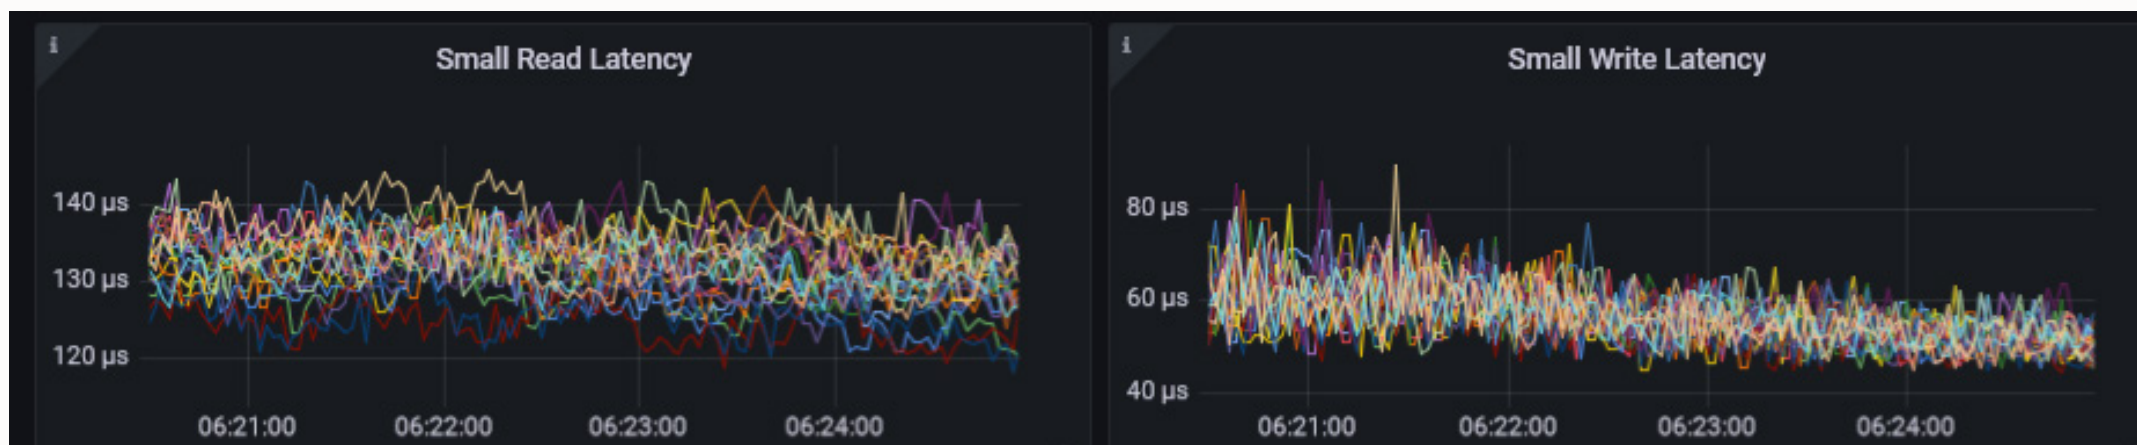 i
Small Read Latency
140 µs
130 µs
120 µs
06:21:00 06:22:00 06:23:00 06:24:00
i
Small Write Latency
80 µs
60 µs
40 µs
06:21:00 06:22:00 06:23:00 06:24:00